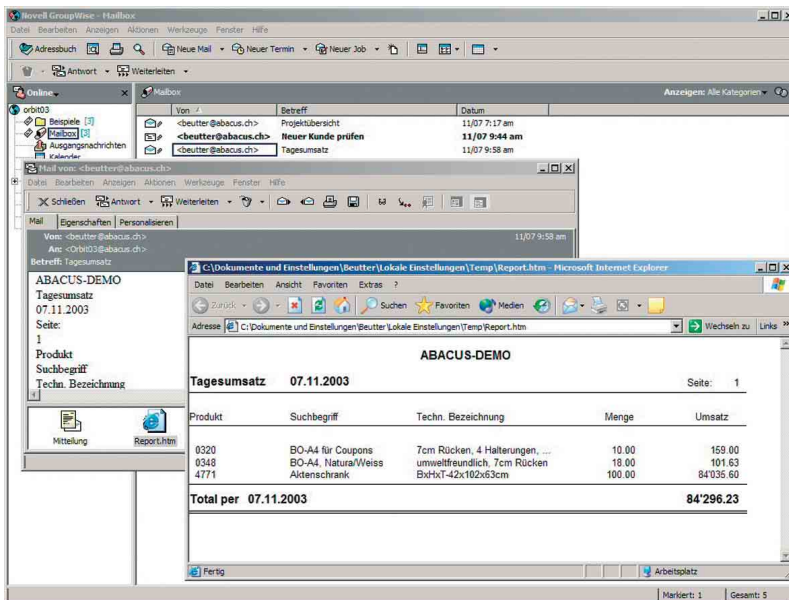 Novell GroupWise - Mailbox
Datei Bearbeiten Anzeigen Aktionen Werkzeuge Fenster Hilfe
Adressbuch Neue Mail Neuer Termin Neuer Job
Antwort Weiterleiten
Online Mailbox Anzeigen: Alle Kategorien
orbit03
Beispiele [3]
Mailbox [3]
Ausgangsnachrichten
Kalender
Von Betreff Datum
<beutter@abacus.ch> Projektübersicht 11/07 7:17 am
<beutter@abacus.ch> Neuer Kunde prüfen 11/07 9:44 am
<beutter@abacus.ch> Tagesumsatz 11/07 9:58 am
Mail von: <beutter@abacus.ch>
Datei Bearbeiten Anzeigen Aktionen Werkzeuge Fenster Hilfe
Schließen Antwort Weiterleiten
Mail Eigenschaften Personalisieren
Von: <beutter@abacus.ch> 11/07 9:58 am
An: <Orbit03@abacus.ch>
Betreff: Tagesumsatz
ABACUS-DEMO
Tagesumsatz
07.11.2003
Seite:
1
Produkt
Suchbegriff
Techn. Bezeichnung
Mitteilung Report.htm
C:\Dokumente und Einstellungen\Beutter\Lokale Einstellungen\Temp\Report.htm - Microsoft Internet Explorer
Datei Bearbeiten Ansicht Favoriten Extras ?
Zurück Suchen Favoriten Medien
Adresse C:\Dokumente und Einstellungen\Beutter\Lokale Einstellungen\Temp\Report.htm Wechseln zu Links »
ABACUS-DEMO
Tagesumsatz 07.11.2003 Seite: 1
Produkt Suchbegriff Techn. Bezeichnung Menge Umsatz
0320 BO-A4 für Coupons 7cm Rücken, 4 Halterungen, ... 10.00 159.00
0348 BO-A4, Natura/Weiss umweltfreundlich, 7cm Rücken 18.00 101.63
4771 Aktenschrank BxHxT-42x102x63cm 100.00 84'035.60
Total per 07.11.2003 84'296.23
Fertig Arbeitsplatz
Markiert: 1 Gesamt: 5